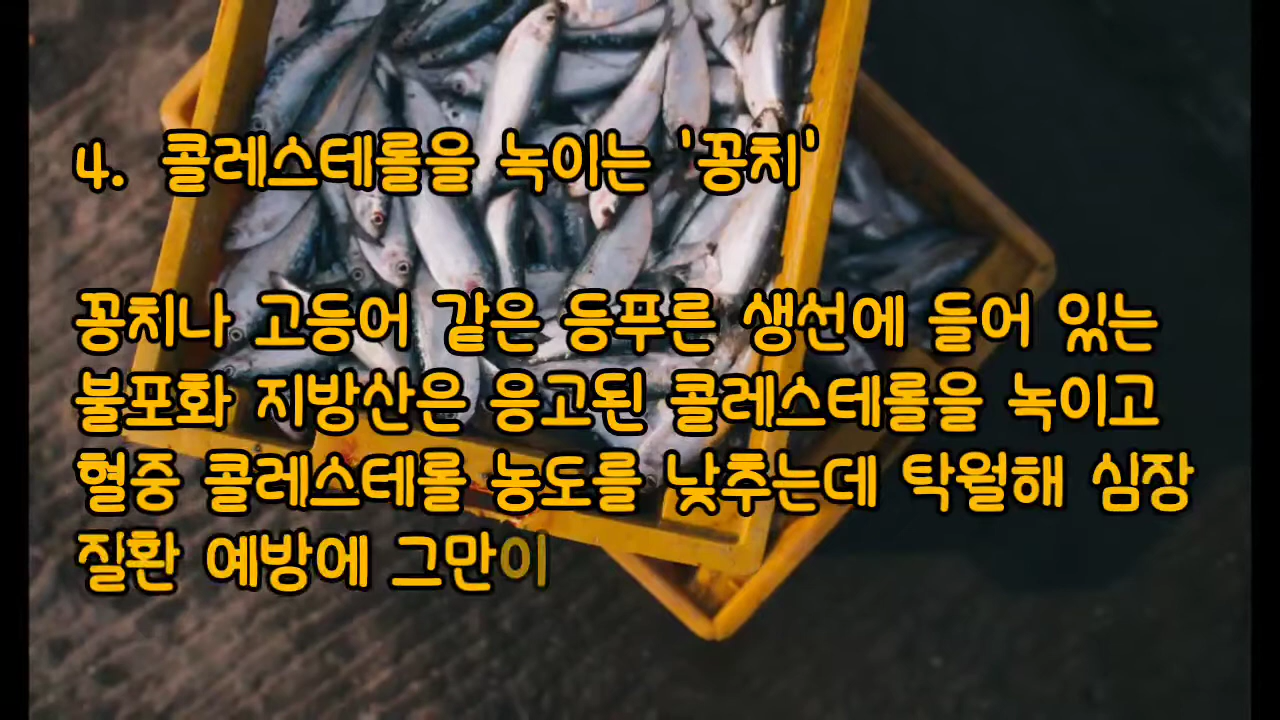 4. 콜레스테롤을 녹이는 '꽁치'
꽁치나 고등어 같은 등푸른 생선에 들어 있는
불포화 지방산은 응고된 콜레스테롤을 녹이고
혈중 콜레스테롤 농도를 낮추는데 탁월해 심장
질환 예방에 그만이